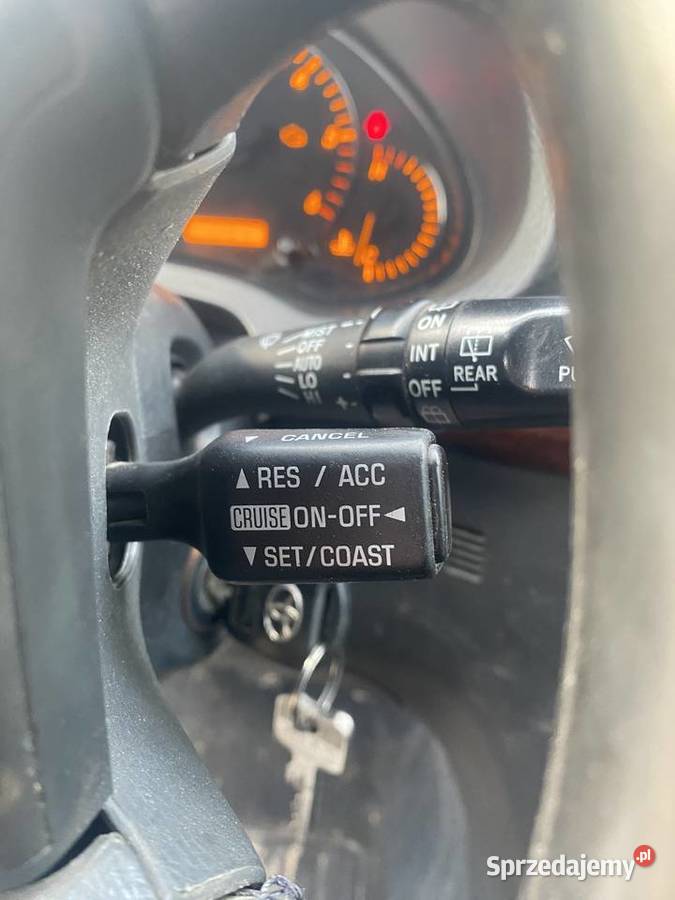 MIST
OFF
AUTO
LO
HI
ON
INT
OFF
REAR
PU
CANCEL
▲ RES / ACC
CRUISE ON-OFF ◄
▼ SET/COAST
Sprzedajemy.pl